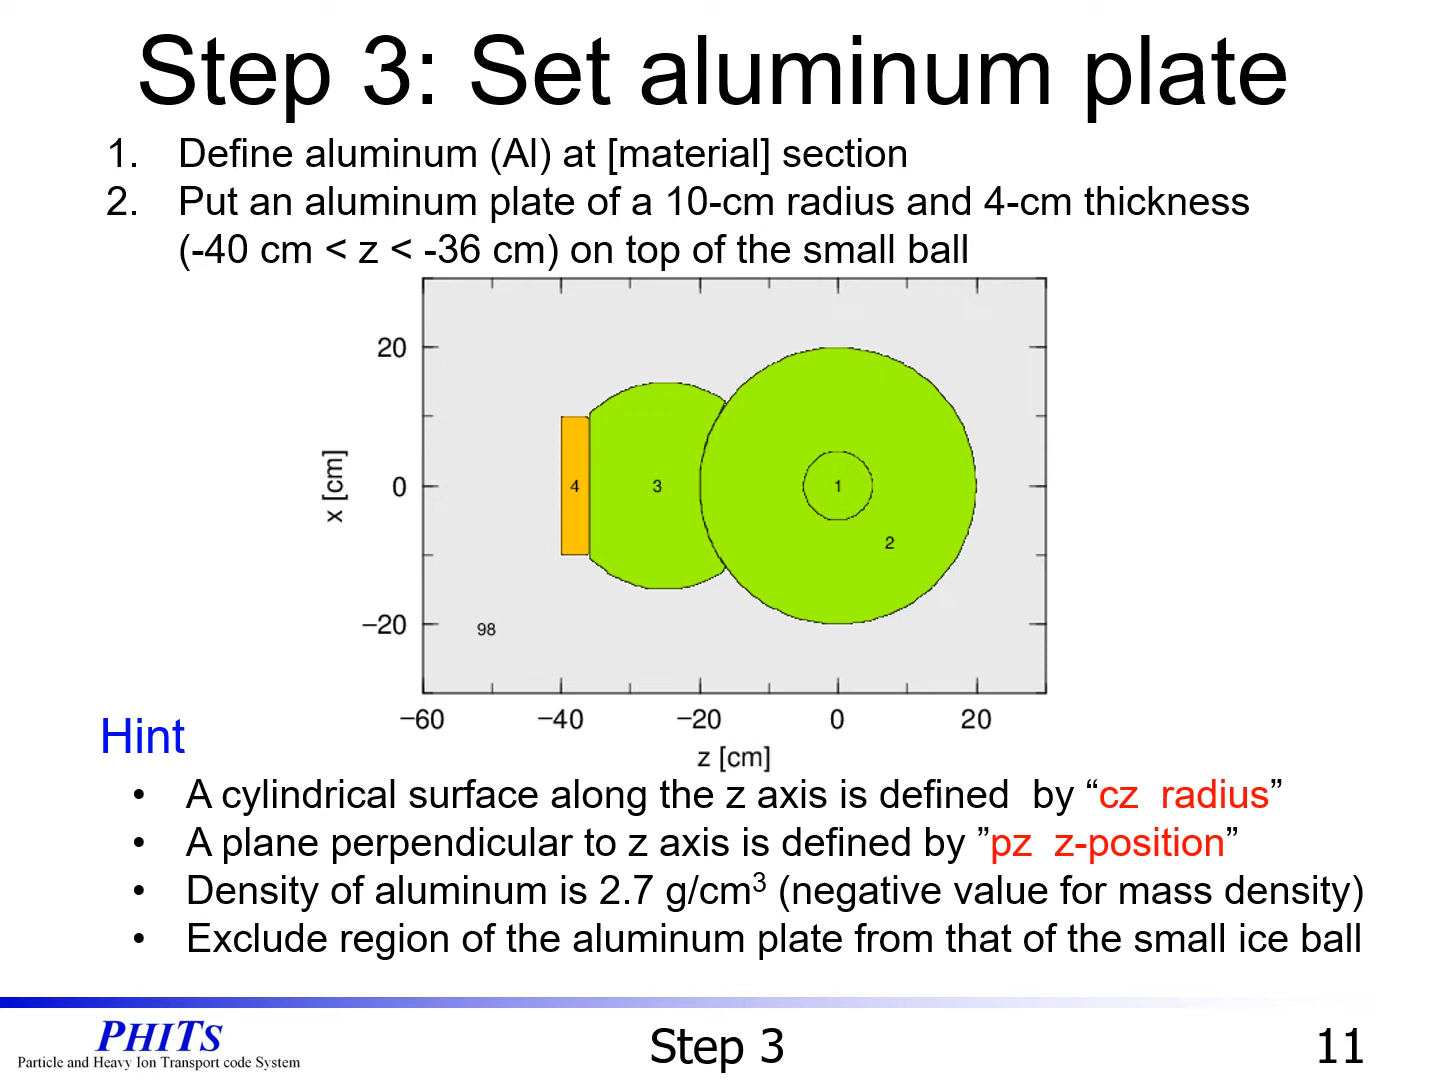 Step 3: Set aluminum plate
1. Define aluminum (Al) at [material] section
2. Put an aluminum plate of a 10-cm radius and 4-cm thickness
(-40 cm < z < -36 cm) on top of the small ball
20
0
−20
x [cm]
4
3
1
2
98
−60
−40
−20
0
20
z [cm]
Hint
• A cylindrical surface along the z axis is defined by “cz radius”
• A plane perpendicular to z axis is defined by ”pz z-position”
• Density of aluminum is 2.7 g/cm³ (negative value for mass density)
• Exclude region of the aluminum plate from that of the small ice ball
PHITS
Particle and Heavy Ion Transport code System
Step 3
11